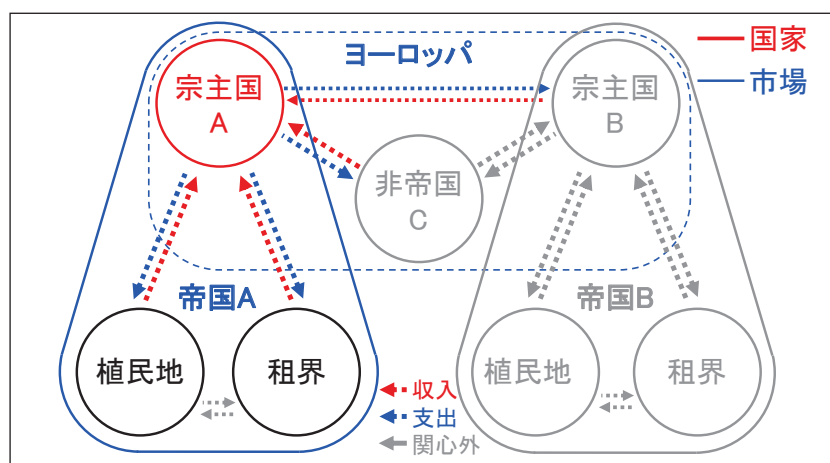 ヨーロッパ
国家
市場
宗主国
A
宗主国
B
非帝国
C
帝国A
帝国B
植民地
租界
植民地
租界
収入
支出
関心外